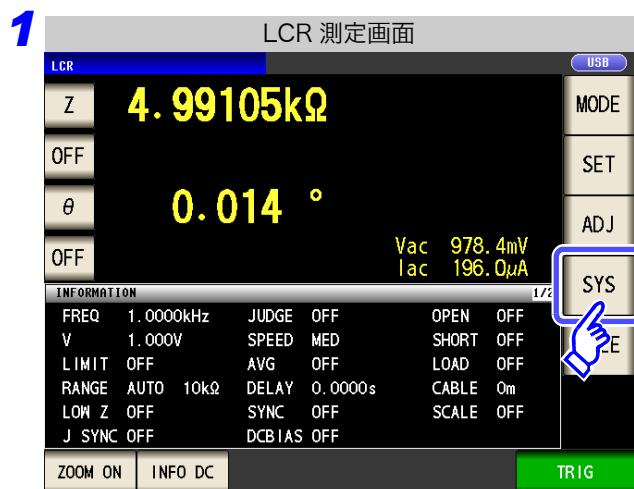 1
LCR 測定画面
LCR USB
Z 4.99105kΩ MODE
OFF SET
θ 0.014 ° ADJ
OFF Vac 978.4mV
Iac 196.0μA SYS
INFORMATION
FREQ 1.0000kHz JUDGE OFF OPEN OFF
V 1.000V SPEED MED SHORT OFF
LIMIT OFF AVG OFF LOAD OFF
RANGE AUTO 10kΩ DELAY 0.0000s CABLE 0m
LOW Z OFF SYNC OFF SCALE OFF
J SYNC OFF DCBIAS OFF
ZOOM ON INFO DC TRIG